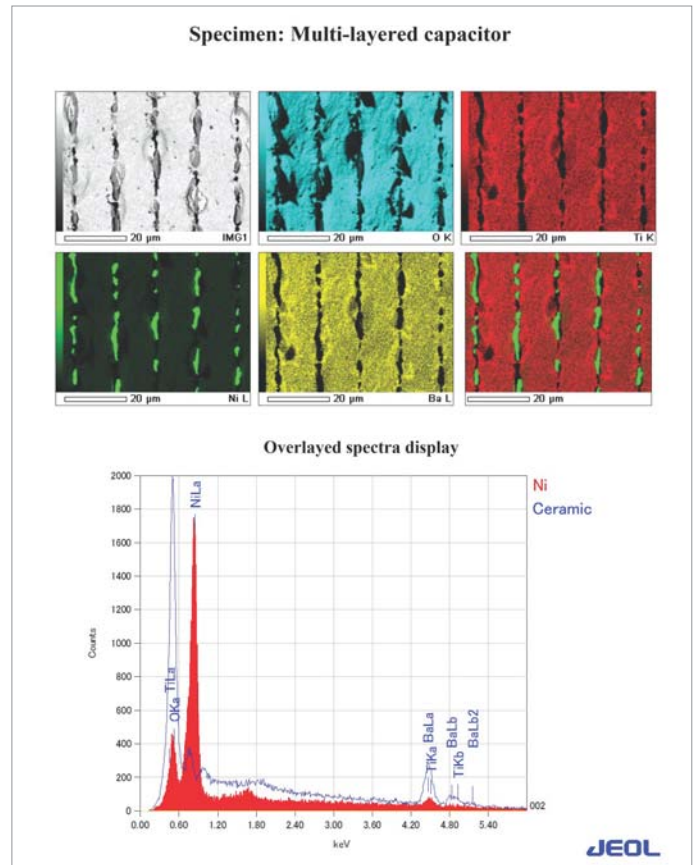 Specimen: Multi-layered capacitor
20 µm IMG1
20 µm O K
20 µm Ti K
20 µm Ni L
20 µm Ba L
20 µm
Overlayed spectra display
Ni
Ceramic
Counts
2000
1800
1600
1400
1200
1000
800
600
400
200
0
TiLa
OKa
NiLa
TiKa
BaLa
BaLb
TiKb
BaLb2
002
0.00 0.60 1.20 1.80 2.40 3.00 3.60 4.20 4.80 5.40
keV
JEOL